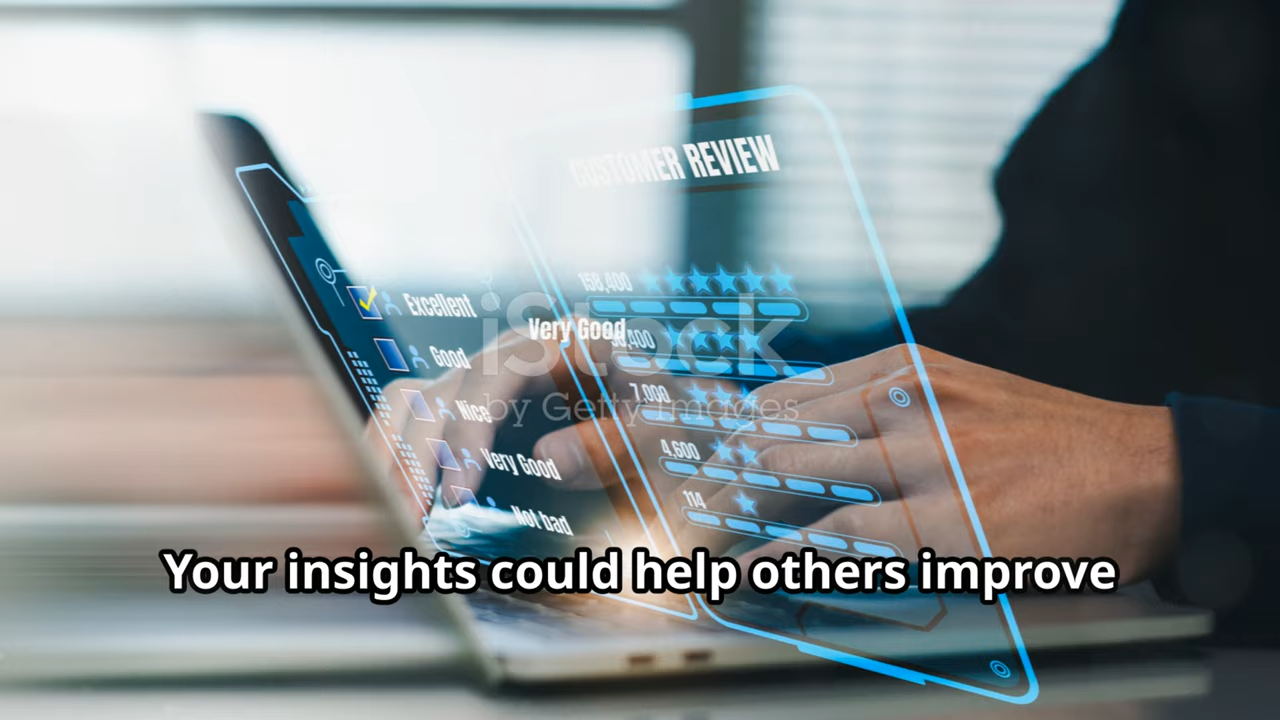 CUSTOMER REVIEW
158,400
Excellent
Very Good
Good
7,000
Nice
4,600
Very Good
114
Not bad
iStock
by Getty Images
Your insights could help others improve